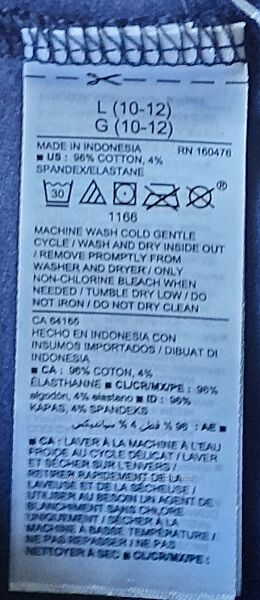 L (10-12)
G (10-12)
MADE IN INDONESIA RN 160476
■ US : 96% COTTON, 4%
SPANDEX/ELASTANE
30 ®
1166
MACHINE WASH COLD GENTLE
CYCLE / WASH AND DRY INSIDE OUT
/ REMOVE PROMPTLY FROM
WASHER AND DRYER / ONLY
NON-CHLORINE BLEACH WHEN
NEEDED / TUMBLE DRY LOW / DO
NOT IRON / DO NOT DRY CLEAN
CA 64165
HECHO EN INDONESIA CON
INSUMOS IMPORTADOS / DIBUAT DI
INDONESIA
■ CA : 96% COTON, 4%
ÉLASTHANNE ■ CL/CR/MX/PE : 96%
algodón, 4% elastano ■ ID : 96%
KAPAS, 4% SPANDEKS
■ AE : 96 % قطن 4 % سبانديكس
■ CA : LAVER À LA MACHINE À L'EAU
FROIDE AU CYCLE DÉLICAT / LAVER
ET SÉCHER SUR L'ENVERS /
RETIRER RAPIDEMENT DE LA
LAVEUSE ET DE LA SÉCHEUSE /
UTILISER AU BESOIN UN AGENT DE
BLANCHIMENT SANS CHLORE
UNIQUEMENT / SÉCHER À LA
MACHINE À BASSE TEMPÉRATURE /
NE PAS REPASSER / NE PAS
NETTOYER À SEC ■ CL/CR/MX/PE :